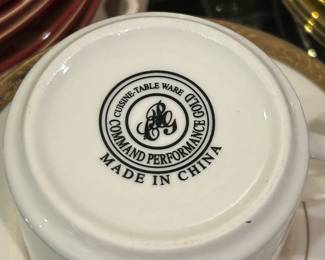 CUISINE-TABLE WARE
COMMAND PERFORMANCE GOLD
MADE IN CHINA